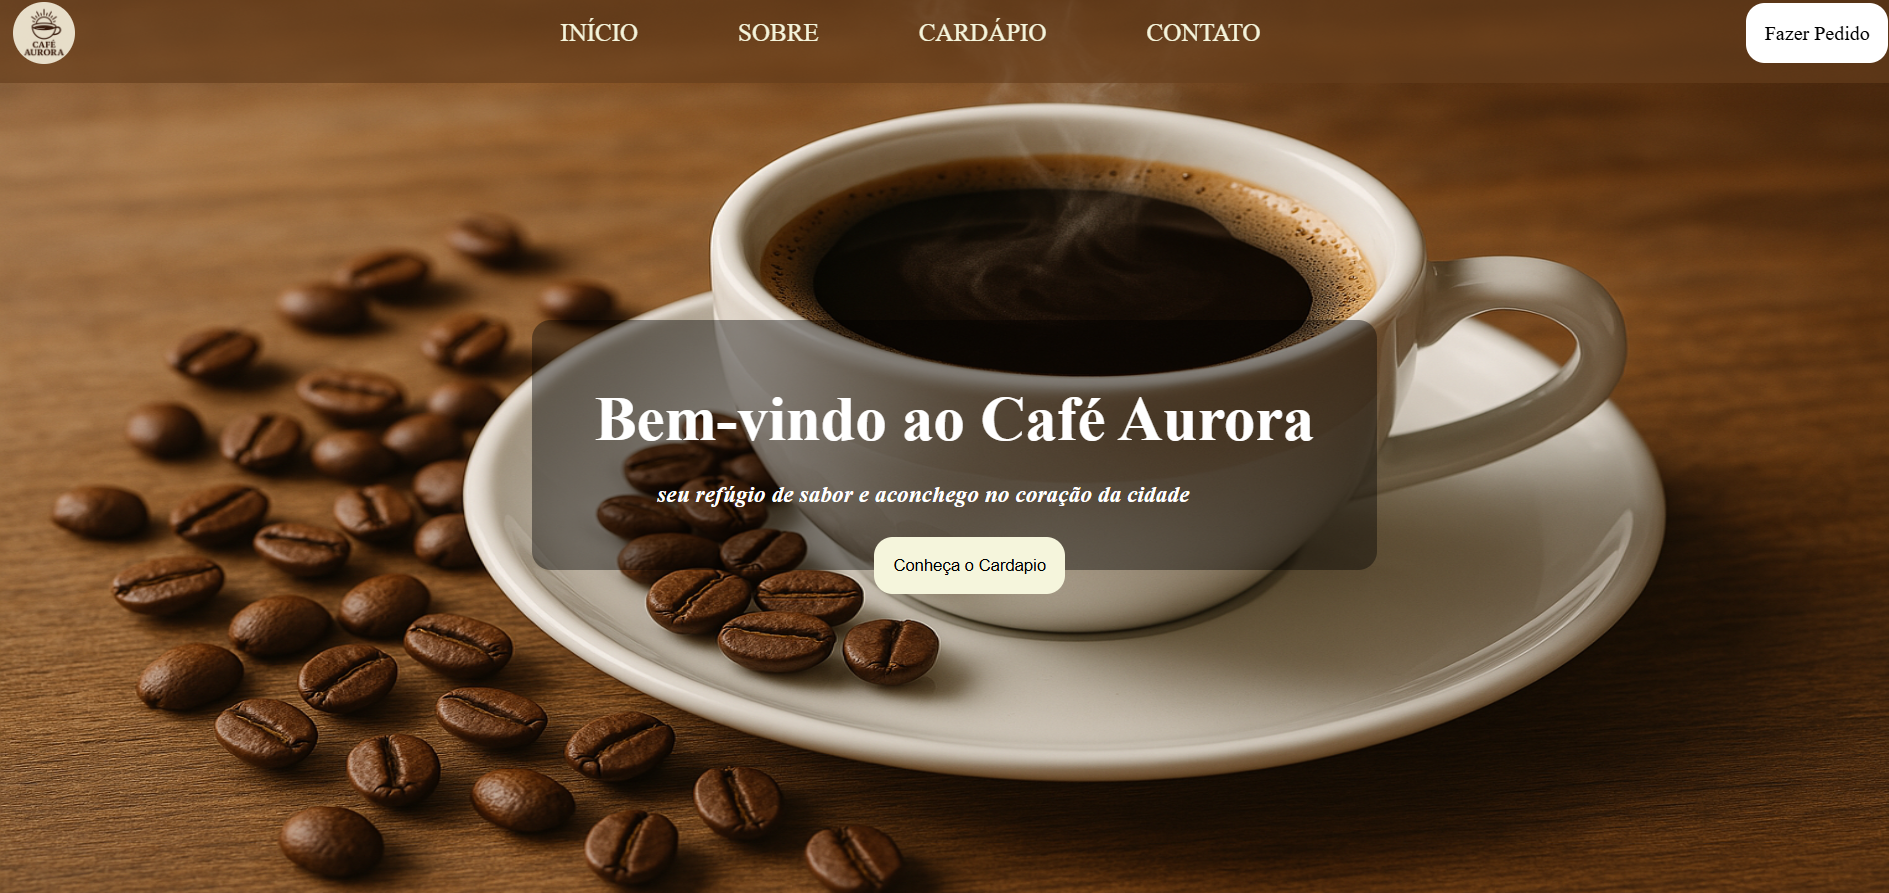 CAFÉ
AURORA
INÍCIO
SOBRE
CARDÁPIO
CONTATO
Fazer Pedido
Bem-vindo ao Café Aurora
seu refúgio de sabor e aconchego no coração da cidade
Conheça o Cardapio